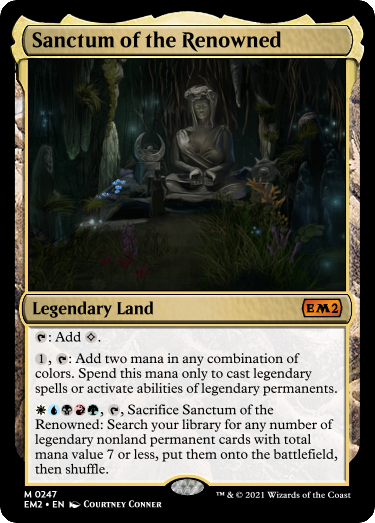 Sanctum of the Renowned
Legendary Land
EM2
: Add .
1, : Add two mana in any combination of
colors. Spend this mana only to cast legendary
spells or activate abilities of legendary permanents.
, , Sacrifice Sanctum of the
Renowned: Search your library for any number of
legendary nonland permanent cards with total
mana value 7 or less, put them onto the battlefield,
then shuffle.
M 0247
EM2 • EN Courtney Conner
™ & © 2021 Wizards of the Coast